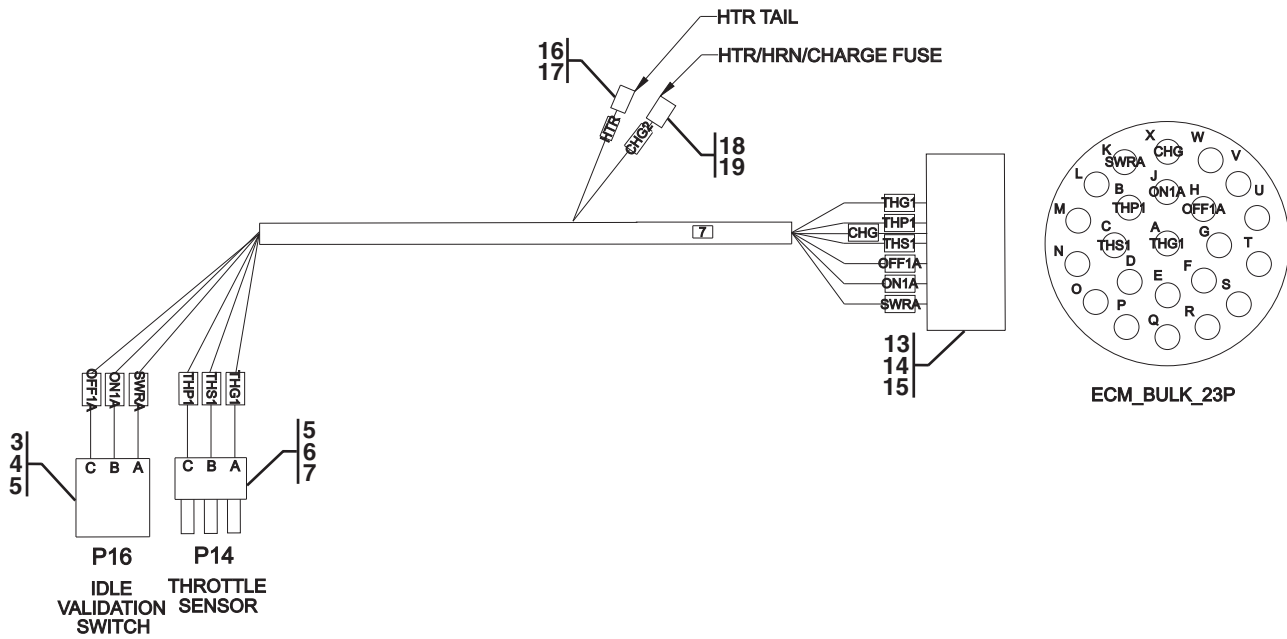 HTR TAIL
HTR/HRN/CHARGE FUSE
16
17
HTR
CHG2
18
19
7
THG1
THP1
CHG
THS1
OFF1A
ON1A
SWRA
13
14
15
X
W
K
CHG
V
SWRA
L
J
B
ON1A
H
U
M
THP1
OFF1A
C
A
G
THS1
THG1
T
N
D
E
F
O
S
P
Q
R
ECM_BULK_23P
OFF1A
ON1A
SWRA
THP1
THS1
THG1
3
4
5
C B A
C B A
5
6
7
P16
IDLE
VALIDATION
SWITCH
P14
THROTTLE
SENSOR